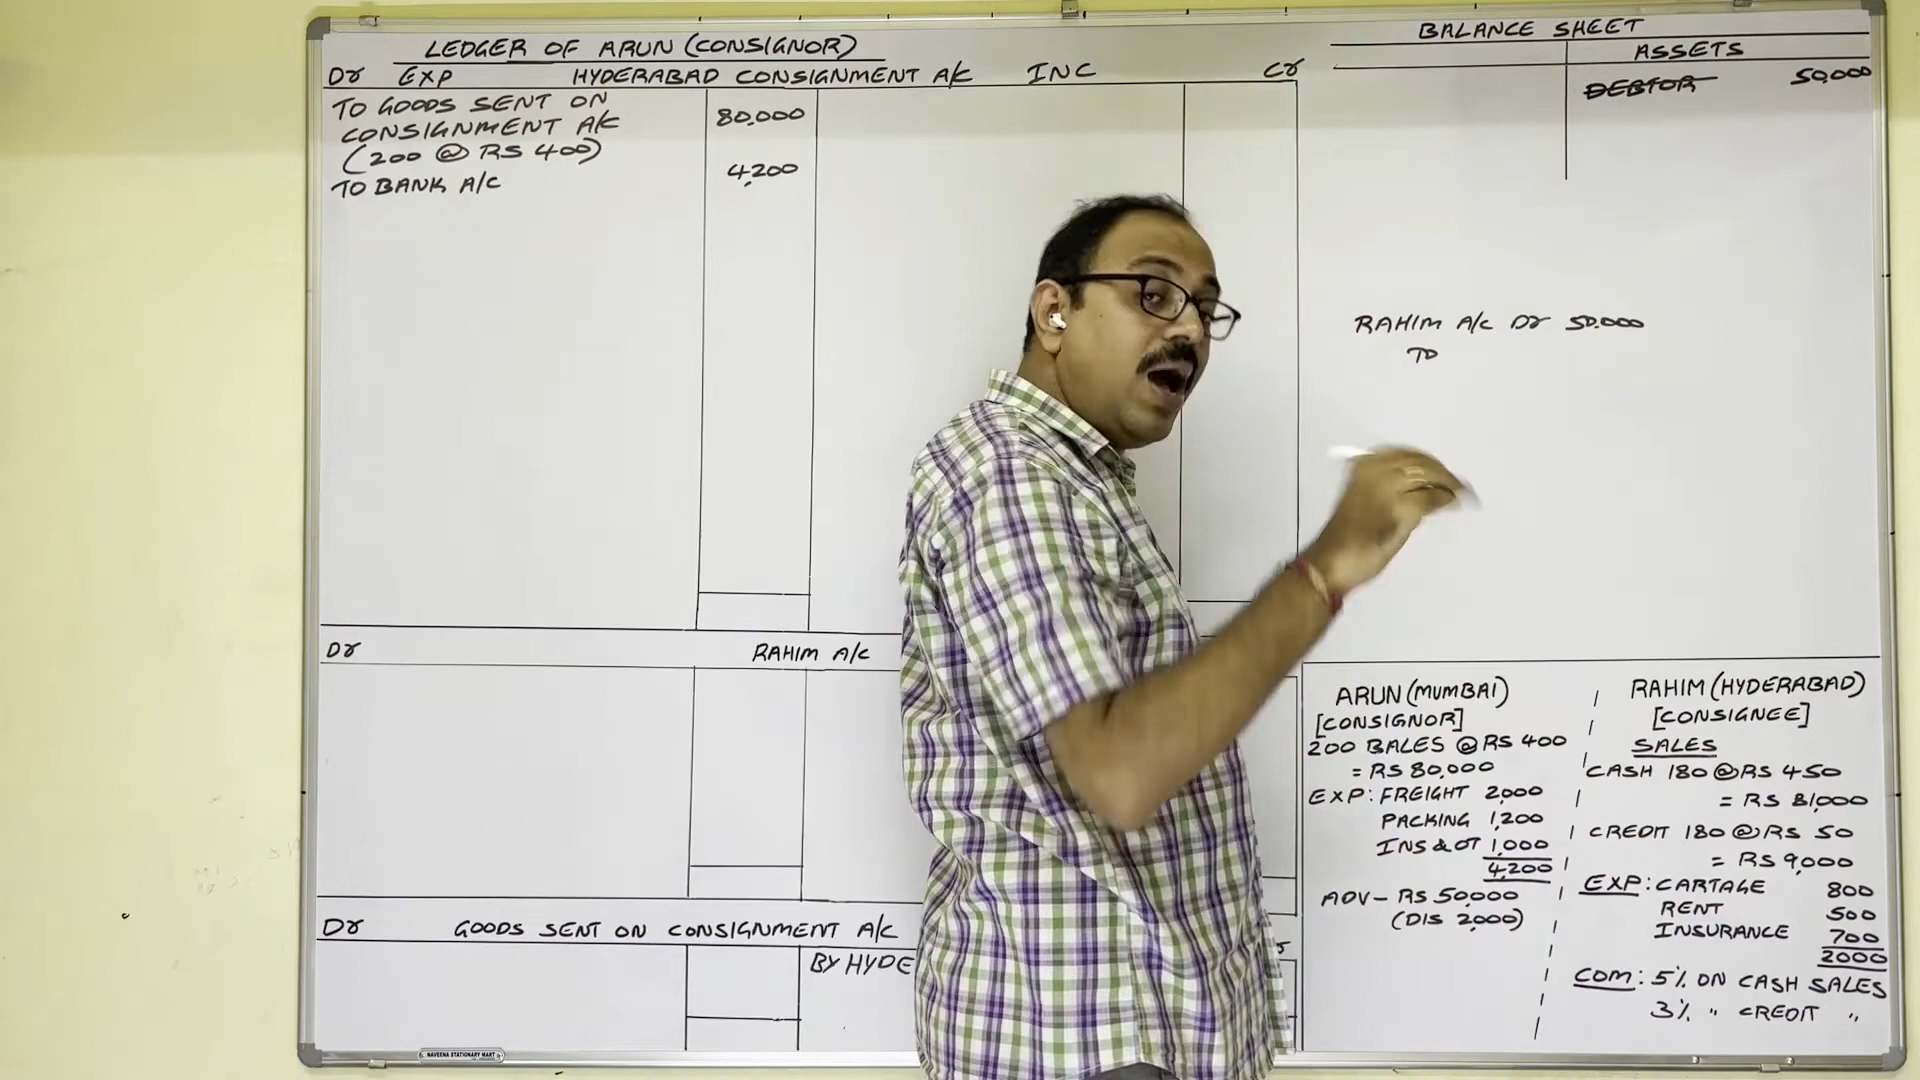 LEDGER OF ARUN (CONSIGNOR)
Dr EXP HYDERABAD CONSIGNMENT A/C INC Cr
TO GOODS SENT ON
CONSIGNMENT A/C 80,000
(200 @ RS 400)
TO BANK A/C 4,200
Dr RAHIM A/C
Dr GOODS SENT ON CONSIGNMENT A/C
BY HYDE
BALANCE SHEET
ASSETS
DEBTOR 50,000
RAHIM A/C Dr 50,000
TO
ARUN (MUMBAI)
[CONSIGNOR]
200 BALES @ RS 400
= RS 80,000
EXP: FREIGHT 2,000
PACKING 1,200
INS & OT 1,000
4,200
ADV - RS 50,000
(DIS 2,000)
RAHIM (HYDERABAD)
[CONSIGNEE]
SALES
CASH 180 @ RS 450
= RS 81,000
CREDIT 180 @ RS 50
= RS 9,000
EXP: CARTAGE 800
RENT 500
INSURANCE 700
2000
COM: 5% ON CASH SALES
3% " CREDIT "
NAVEENA STATIONARY MART